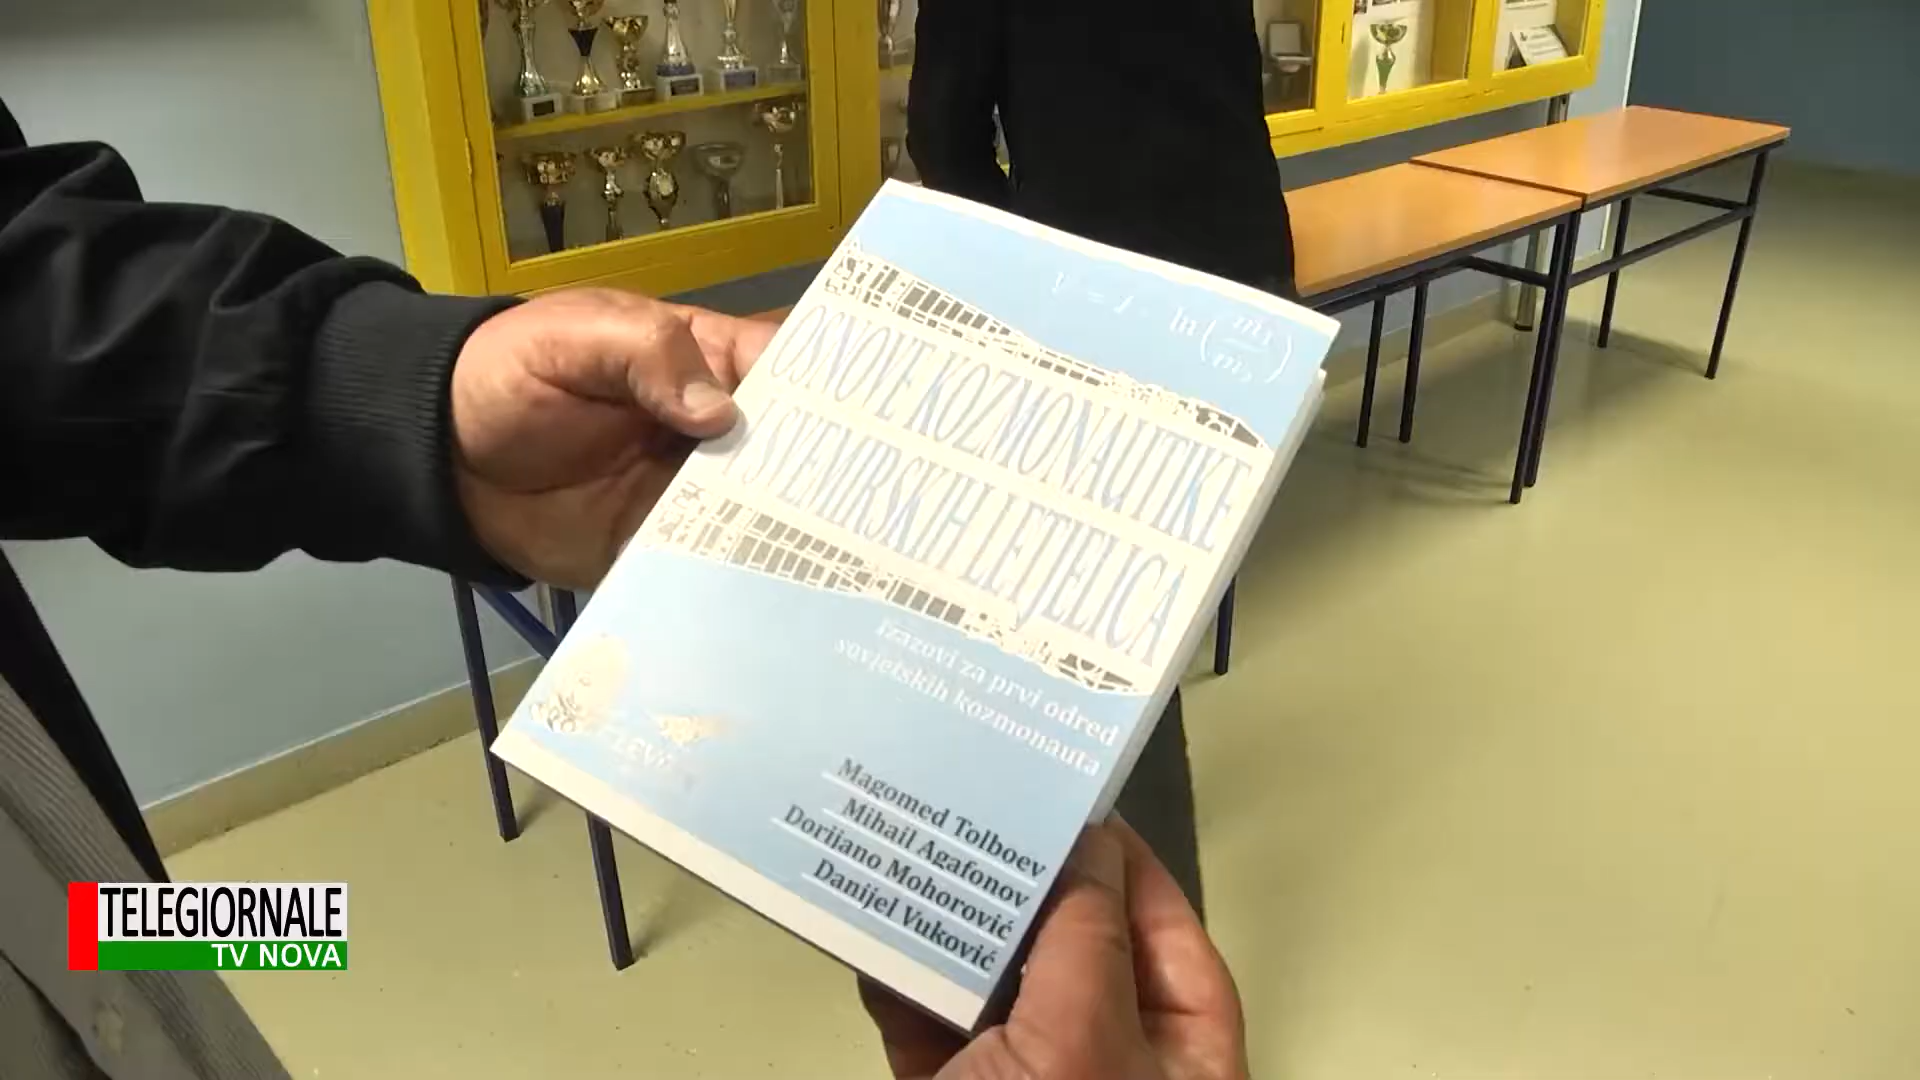 V = I · ln(m₁/m₂)
OSNOVE KOZMONAUTIKE
I SVEMIRSKIH LETJELICA
Izazovi za prvi odred
sovjetskih kozmonauta
Magomed Tolboev
Mihail Agafonov
Dorijano Mohorović
Danijel Vuković
TELEGIORNALE
TV NOVA